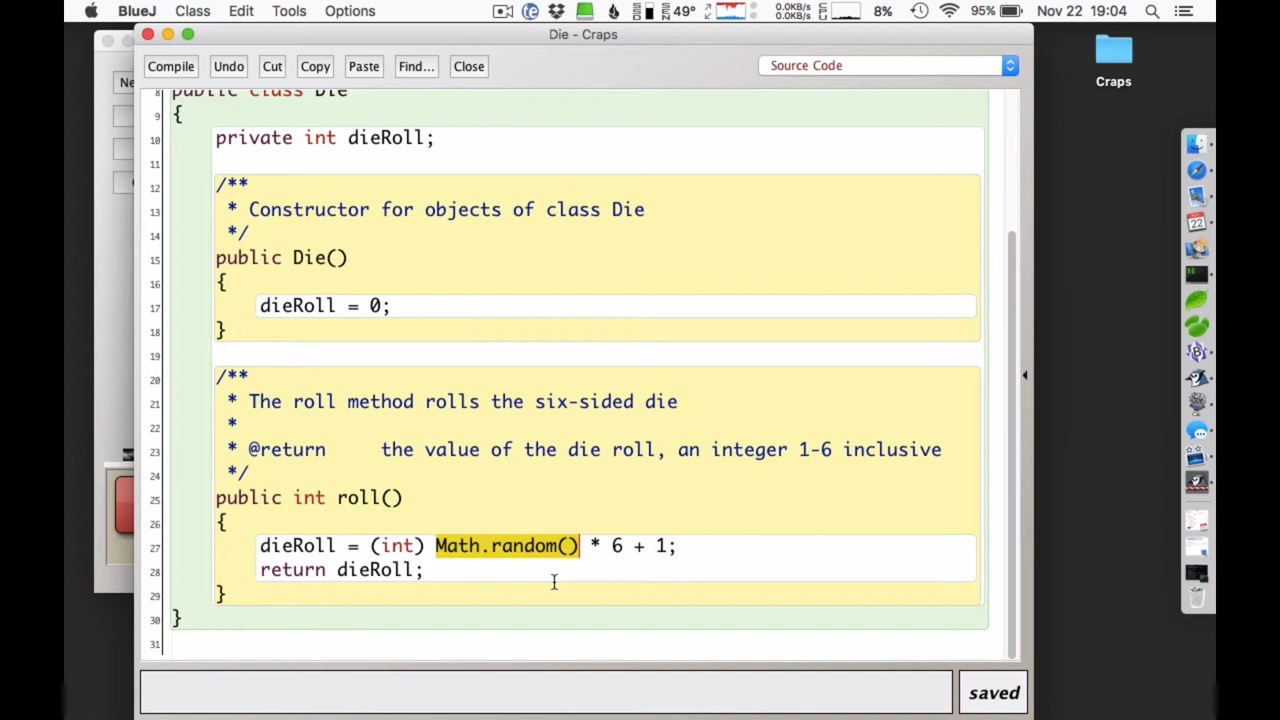 BlueJ Class Edit Tools Options 49° 0.0KB/s 0.0KB/s 8% 95% Nov 22 19:04
Die - Craps
Compile Undo Cut Copy Paste Find... Close Source Code
Ne
Craps
8 public class Die
9 {
10 private int dieRoll;
11
12 /**
13 * Constructor for objects of class Die
14 */
15 public Die()
16 {
17 dieRoll = 0;
18 }
19
20 /**
21 * The roll method rolls the six-sided die
22 *
23 * @return the value of the die roll, an integer 1-6 inclusive
24 */
25 public int roll()
26 {
27 dieRoll = (int) Math.random() * 6 + 1;
28 return dieRoll;
29 }
30 }
31
saved